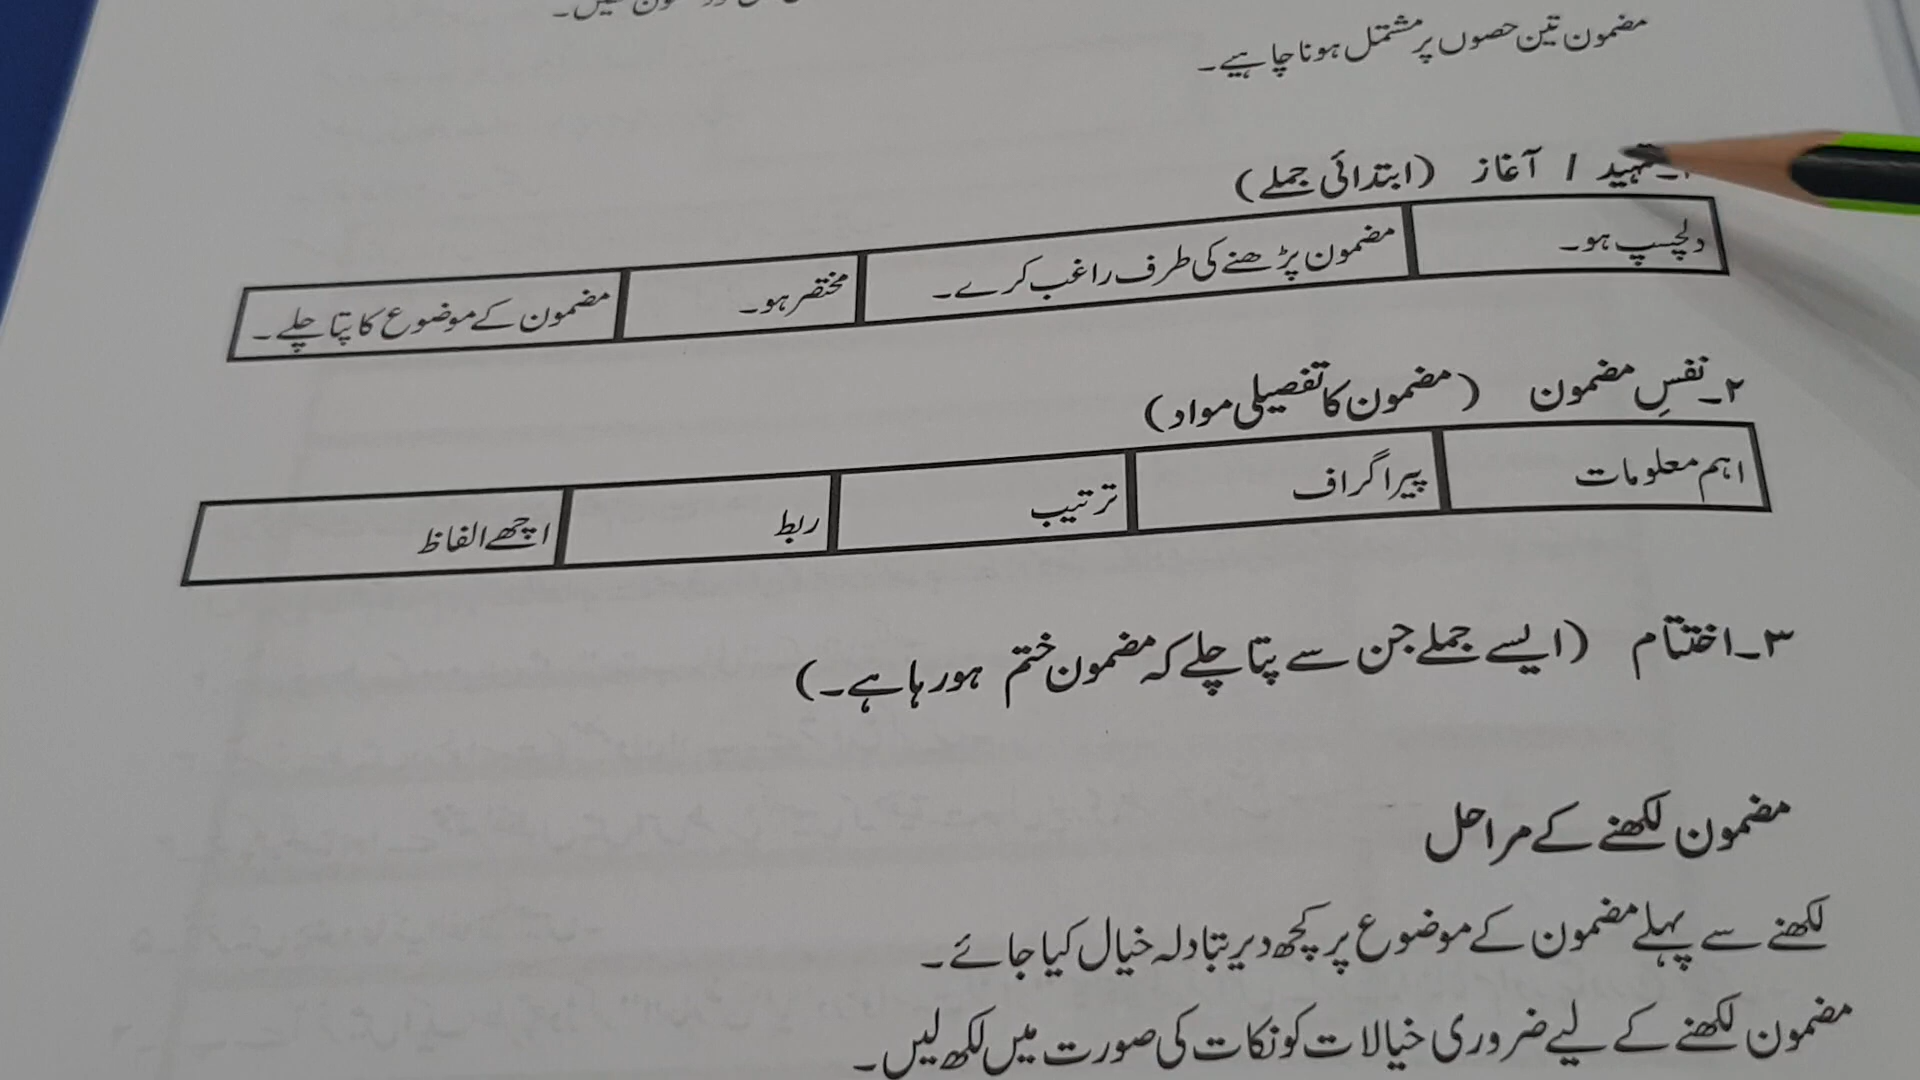 مضمون تین حصوں پر مشتمل ہونا چاہیے۔
تمہید / آغاز (ابتدائی جملے)
دلچسپ ہو۔ مضمون پڑھنے کی طرف راغب کرے۔ مختصر ہو۔ مضمون کے موضوع کا پتا چلے۔
۲۔نفسِ مضمون (مضمون کا تفصیلی مواد)
اہم معلومات پیراگراف ترتیب ربط اچھے الفاظ
۳۔اختتام (ایسے جملے جن سے پتا چلے کہ مضمون ختم ہورہا ہے۔)
مضمون لکھنے کے مراحل
لکھنے سے پہلے مضمون کے موضوع پر کچھ دیر تبادلہ خیال کیا جائے۔
مضمون لکھنے کے لیے ضروری خیالات کو نکات کی صورت میں لکھ لیں۔